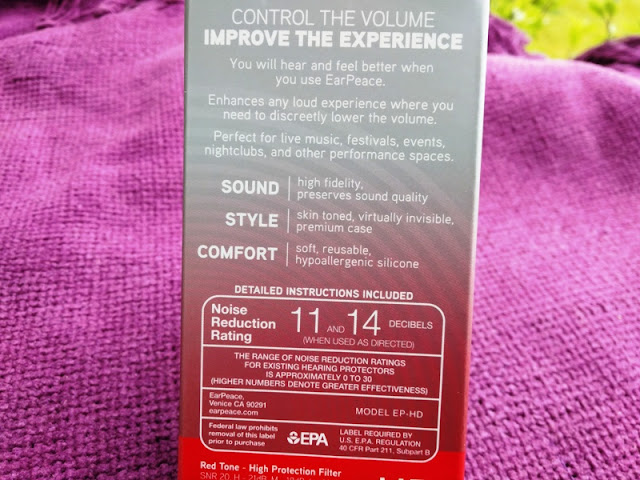 CONTROL THE VOLUME
IMPROVE THE EXPERIENCE
You will hear and feel better when
you use EarPeace.
Enhances any loud experience where you
need to discreetly lower the volume.
Perfect for live music, festivals, events,
nightclubs, and other performance spaces.
SOUND high fidelity,
preserves sound quality
STYLE skin toned, virtually invisible,
premium case
COMFORT soft, reusable,
hypoallergenic silicone
DETAILED INSTRUCTIONS INCLUDED
Noise
Reduction
Rating
11 AND 14 DECIBELS
(WHEN USED AS DIRECTED)
THE RANGE OF NOISE REDUCTION RATINGS
FOR EXISTING HEARING PROTECTORS
IS APPROXIMATELY 0 TO 30
(HIGHER NUMBERS DENOTE GREATER EFFECTIVENESS)
EarPeace,
Venice CA 90291
earpeace.com
MODEL EP-HD
Federal law prohibits
removal of this label
prior to purchase
EPA
LABEL REQUIRED BY
U.S. E.P.A. REGULATION
40 CFR Part 211, Subpart B
Red Tone - High Protection Filter
SNR 20, H